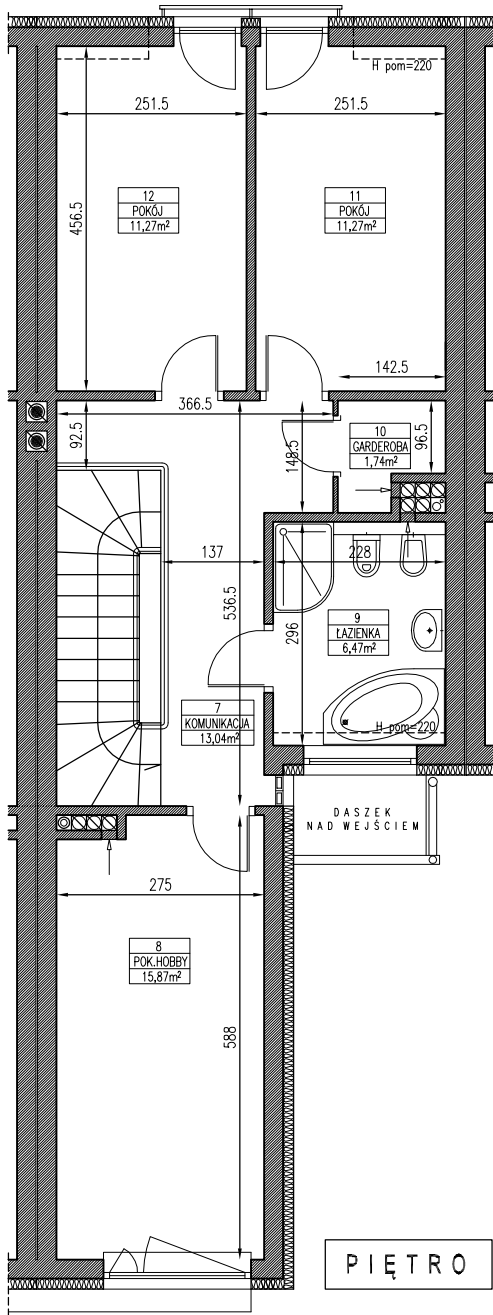 H pom=220
251.5
251.5
456.5
12
POKÓJ
11,27m²
11
POKÓJ
11,27m²
142.5
366.5
92.5
148.5
10
GARDEROBA
1,74m²
96.5
137
536.5
228
296
9
ŁAZIENKA
6,47m²
7
KOMUNIKACJA
13,04m²
H pom=220
DASZEK
NAD WEJŚCIEM
275
8
POK.HOBBY
15,87m²
588
PIĘTRO